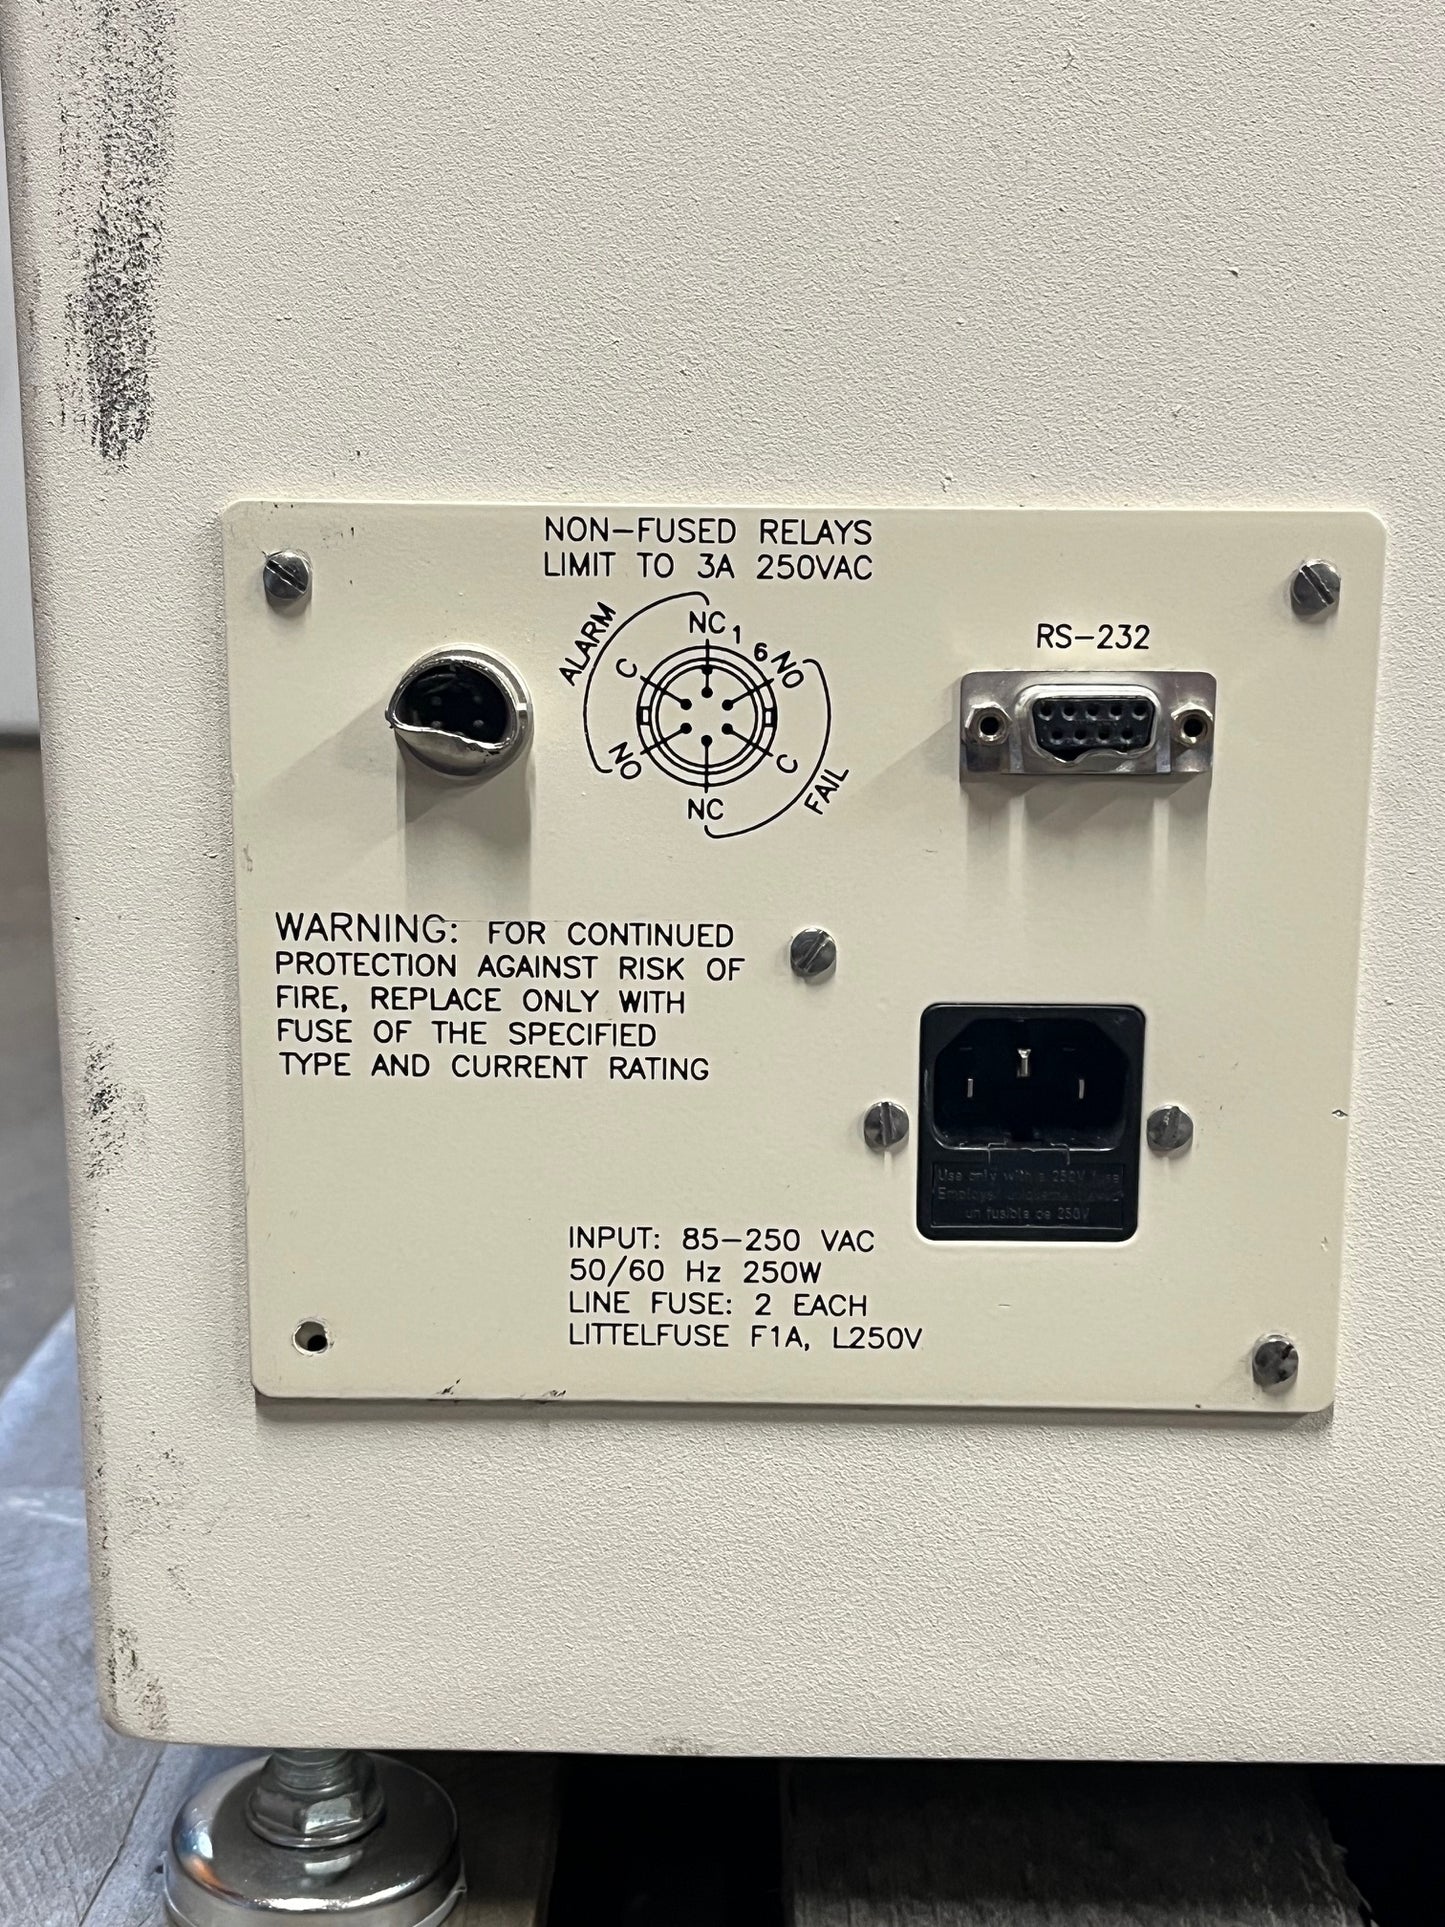 NON-FUSED RELAYS
LIMIT TO 3A 250VAC
ALARM
NC 1
6 NO
C
NO
C
NC
FAIL
RS-232
WARNING: FOR CONTINUED
PROTECTION AGAINST RISK OF
FIRE, REPLACE ONLY WITH
FUSE OF THE SPECIFIED
TYPE AND CURRENT RATING
Use only with a 250V fuse
Employez uniquement avec
un fusible de 250V
INPUT: 85-250 VAC
50/60 Hz 250W
LINE FUSE: 2 EACH
LITTELFUSE F1A, L250V